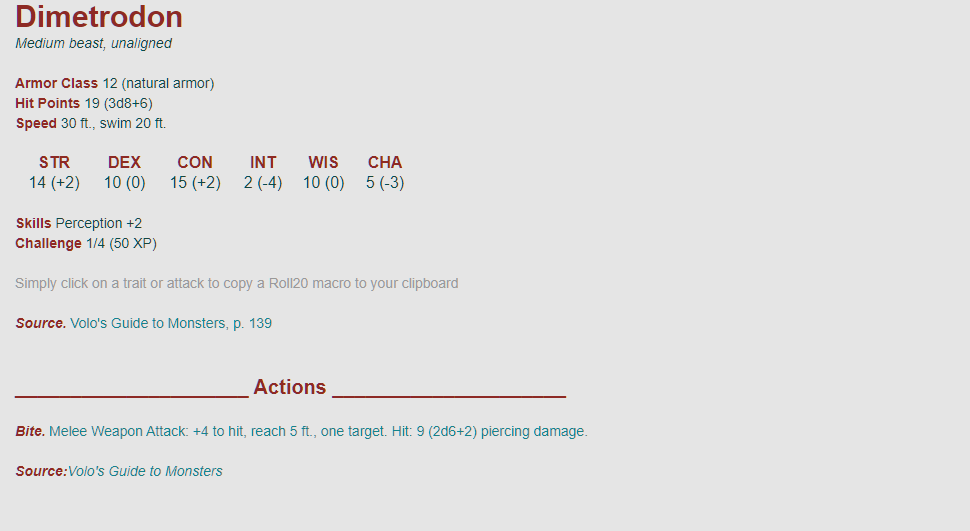 Dimetrodon
Medium beast, unaligned
Armor Class 12 (natural armor)
Hit Points 19 (3d8+6)
Speed 30 ft., swim 20 ft.
STR DEX CON INT WIS CHA
14 (+2) 10 (0) 15 (+2) 2 (-4) 10 (0) 5 (-3)
Skills Perception +2
Challenge 1/4 (50 XP)
Simply click on a trait or attack to copy a Roll20 macro to your clipboard
Source. Volo's Guide to Monsters, p. 139
_____________________ Actions _____________________
Bite. Melee Weapon Attack: +4 to hit, reach 5 ft., one target. Hit: 9 (2d6+2) piercing damage.
Source:Volo's Guide to Monsters